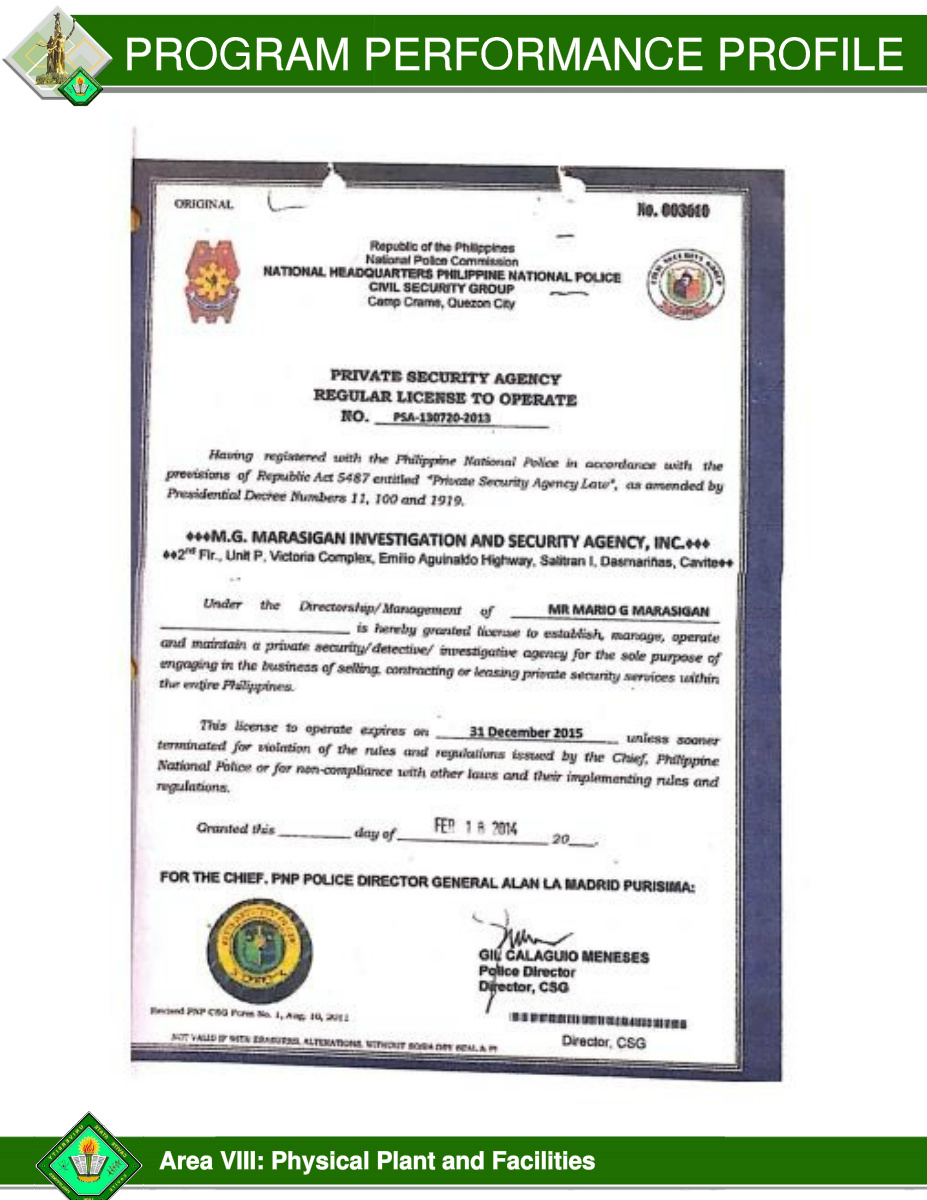 PROGRAM PERFORMANCE PROFILE
ORIGINAL
No. 003610
Republic of the Philippines
National Police Commission
NATIONAL HEADQUARTERS PHILIPPINE NATIONAL POLICE
CIVIL SECURITY GROUP
Camp Crame, Quezon City
PRIVATE SECURITY AGENCY
REGULAR LICENSE TO OPERATE
NO. PSA-130720-2013
Having registered with the Philippine National Police in accordance with the
provisions of Republic Act 5487 entitled "Private Security Agency Law", as amended by
Presidential Decree Numbers 11, 100 and 1919.
♦♦♦M.G. MARASIGAN INVESTIGATION AND SECURITY AGENCY, INC.♦♦♦
♦♦2nd Flr., Unit P, Victoria Complex, Emilio Aguinaldo Highway, Salitran I, Dasmariñas, Cavite♦♦
Under the Directorship/Management of MR MARIO G MARASIGAN
is hereby granted license to establish, manage, operate
and maintain a private security/detective/ investigative agency for the sole purpose of
engaging in the business of selling, contracting or leasing private security services within
the entire Philippines.
This license to operate expires on 31 December 2015 unless sooner
terminated for violation of the rules and regulations issued by the Chief, Philippine
National Police or for non-compliance with other laws and their implementing rules and
regulations.
Granted this ______ day of FEB 18 2014 20___.
FOR THE CHIEF, PNP POLICE DIRECTOR GENERAL ALAN LA MADRID PURISIMA:
GIL CALAGUIO MENESES
Police Director
Director, CSG
Revised PNP CSG Form No. 1, Aug. 10, 2012
Director, CSG
NOT VALID IF WITH ERASURES, ALTERATIONS, WITHOUT DRY SEAL &
Area VIII: Physical Plant and Facilities